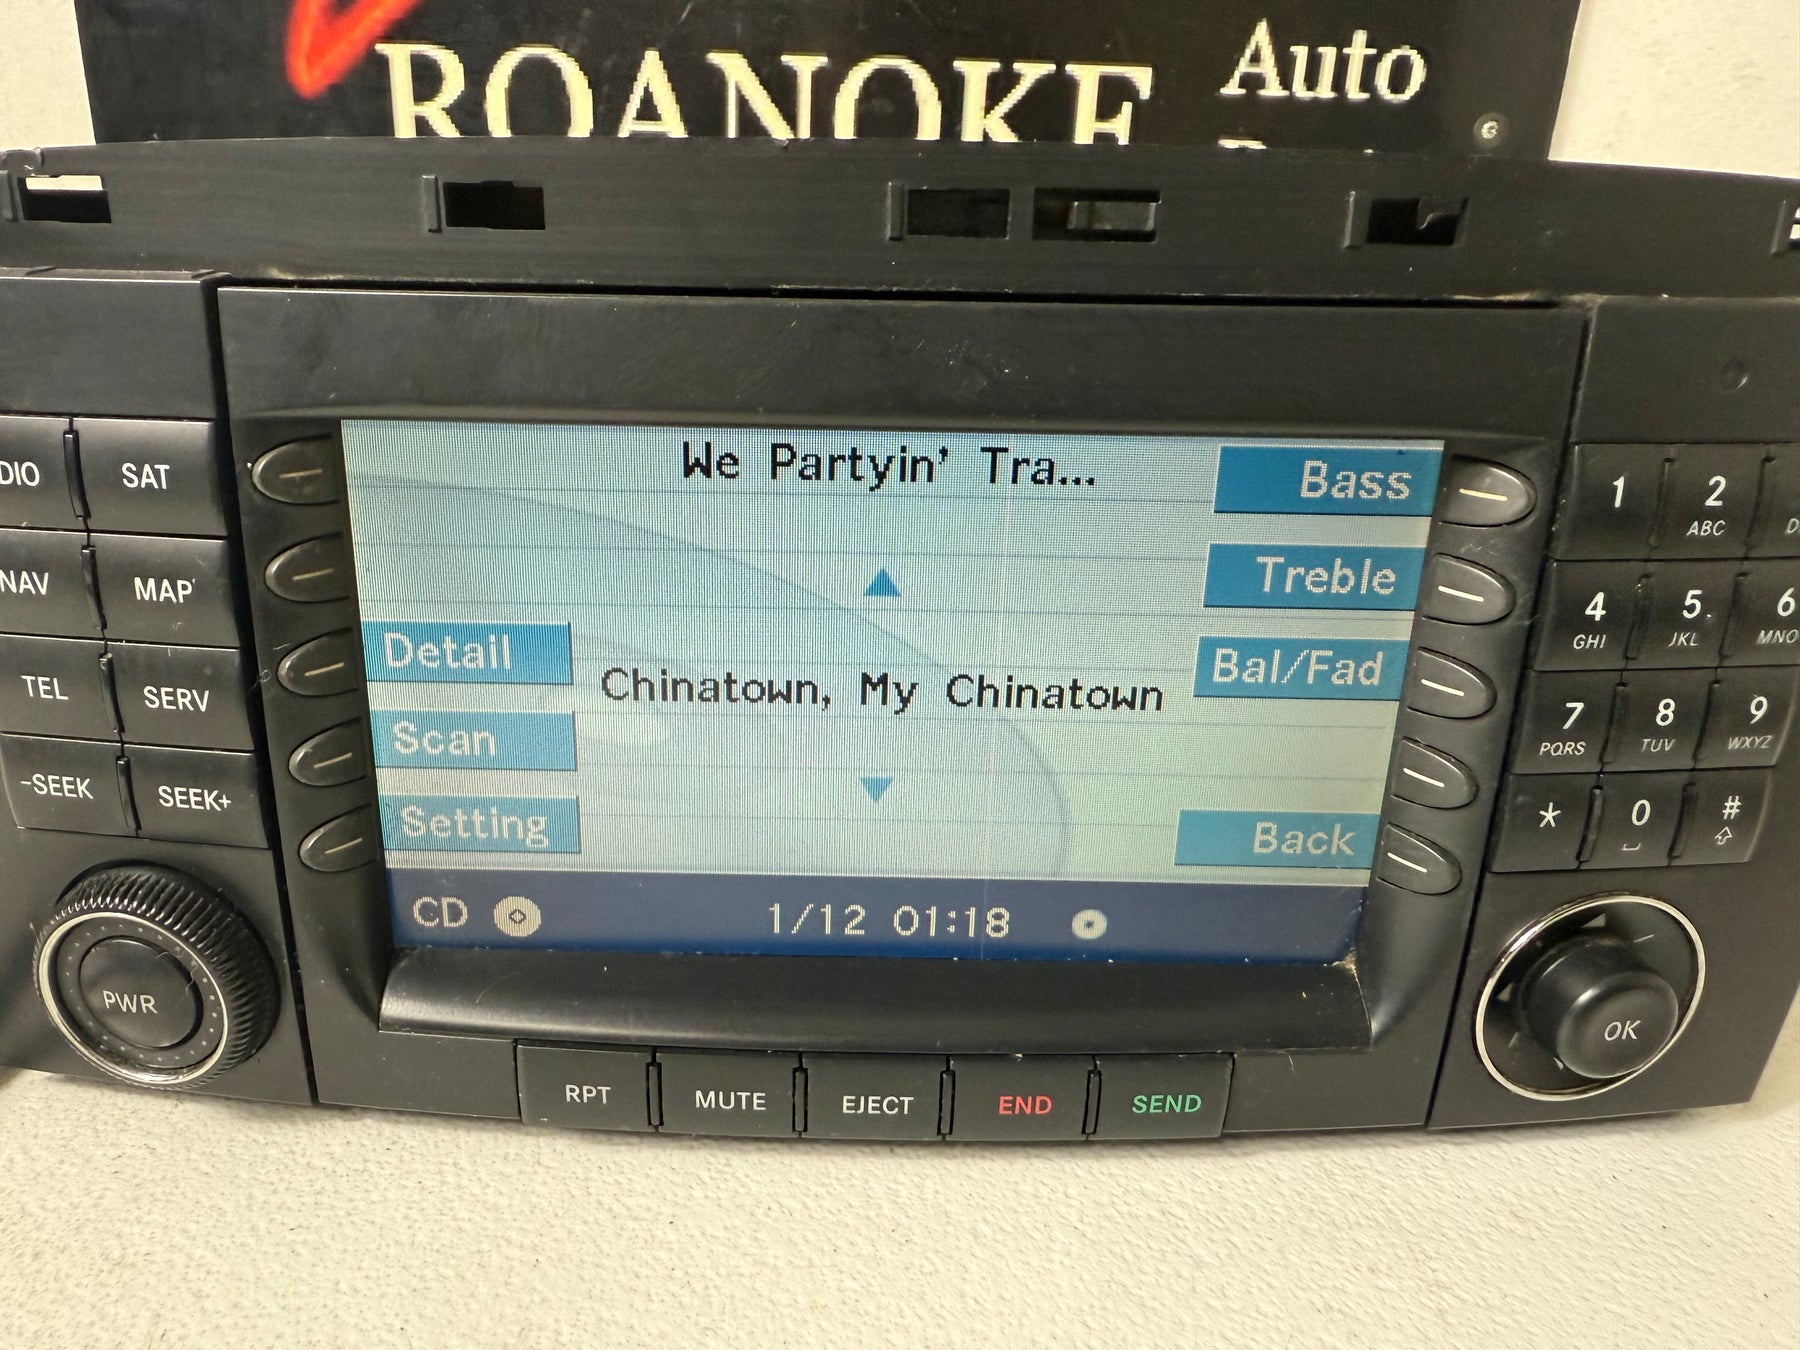 ROANOKE
Auto
We Partyin' Tra...
Bass
Treble
Detail
Bal/Fad
Chinatown, My Chinatown
Scan
Setting
Back
CD 1/12 01:18
SAT
NAV
MAP
TEL
SERV
-SEEK
SEEK+
PWR
RPT
MUTE
EJECT
END
SEND
1
2
ABC
4
GHI
5
JKL
6
MNO
7
PQRS
8
TUV
9
WXYZ
*
0
#
OK